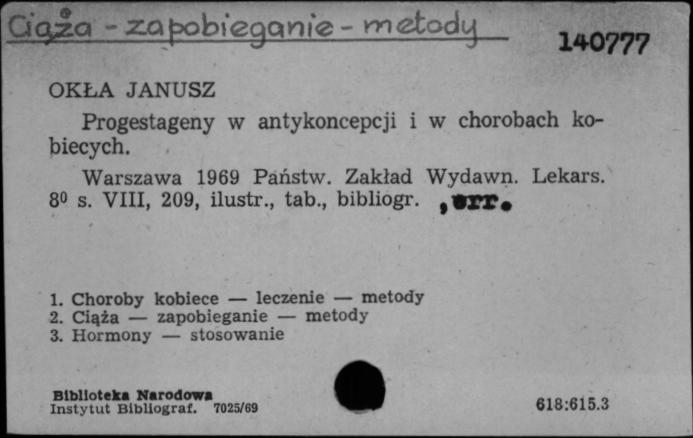 Ciąża - zapobieganie - metody
140777
OKŁA JANUSZ
Progestageny w antykoncepcji i w chorobach ko-
biecych.
Warszawa 1969 Państw. Zakład Wydawn. Lekars.
8⁰ s. VIII, 209, ilustr., tab., bibliogr. , err.
1. Choroby kobiece — leczenie — metody
2. Ciąża — zapobieganie — metody
3. Hormony — stosowanie
Biblioteka Narodowa
Instytut Bibliograf. 7025/69
618:615.3